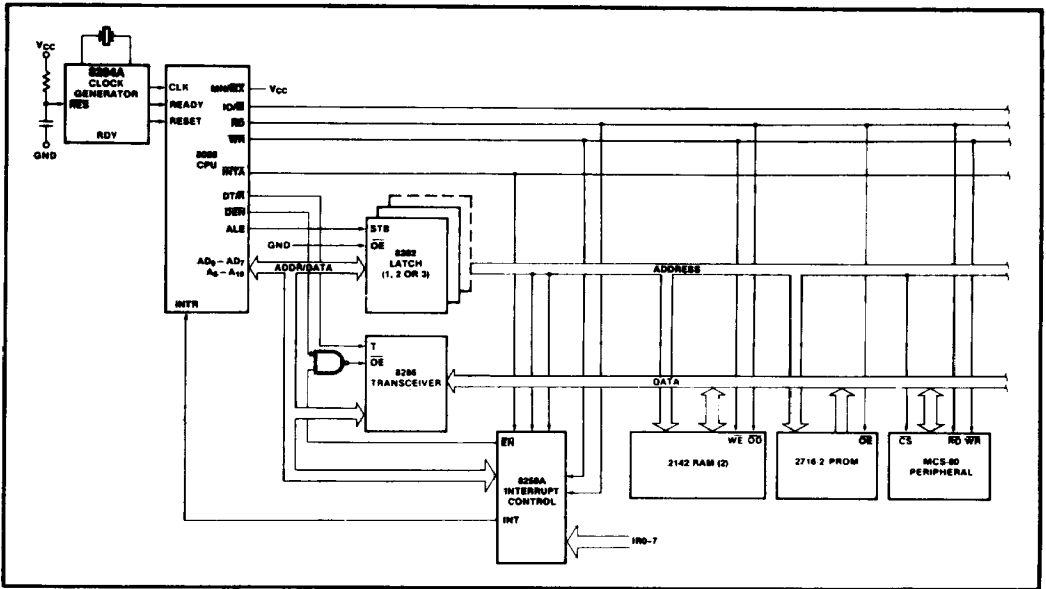 VCC
8284A
CLOCK
GENERATOR
RES
RDY
GND
CLK
READY
RESET
8088
CPU
MN/MX
VCC
IO/M
RD
WR
INTA
DT/R
DEN
ALE
AD0 – AD7
A8 – A19
INTR
ADDR/DATA
GND
STB
OE
8282
LATCH
(1, 2 OR 3)
ADDRESS
T
OE
8286
TRANSCEIVER
DATA
EN
8259A
INTERRUPT
CONTROL
INT
IR0-7
WE OD
2142 RAM (2)
OE
2716 2 PROM
CS RD WR
MCS-80
PERIPHERAL